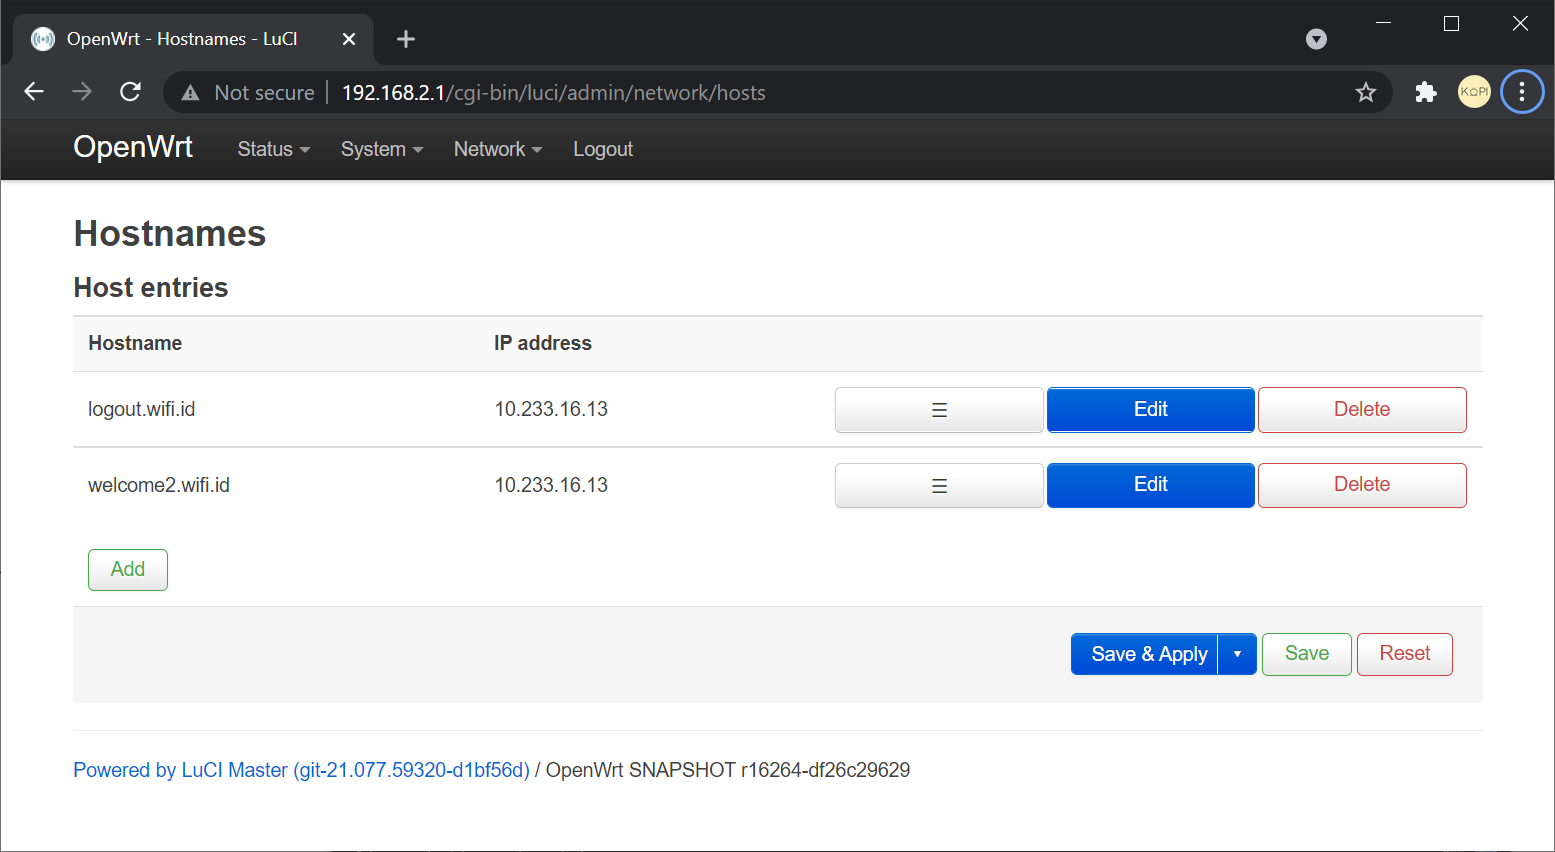 OpenWrt - Hostnames - LuCI
Not secure 192.168.2.1/cgi-bin/luci/admin/network/hosts
KOPI
OpenWrt Status System Network Logout
Hostnames
Host entries
Hostname IP address
logout.wifi.id 10.233.16.13 Edit Delete
welcome2.wifi.id 10.233.16.13 Edit Delete
Add
Save & Apply Save Reset
Powered by LuCI Master (git-21.077.59320-d1bf56d) / OpenWrt SNAPSHOT r16264-df26c29629